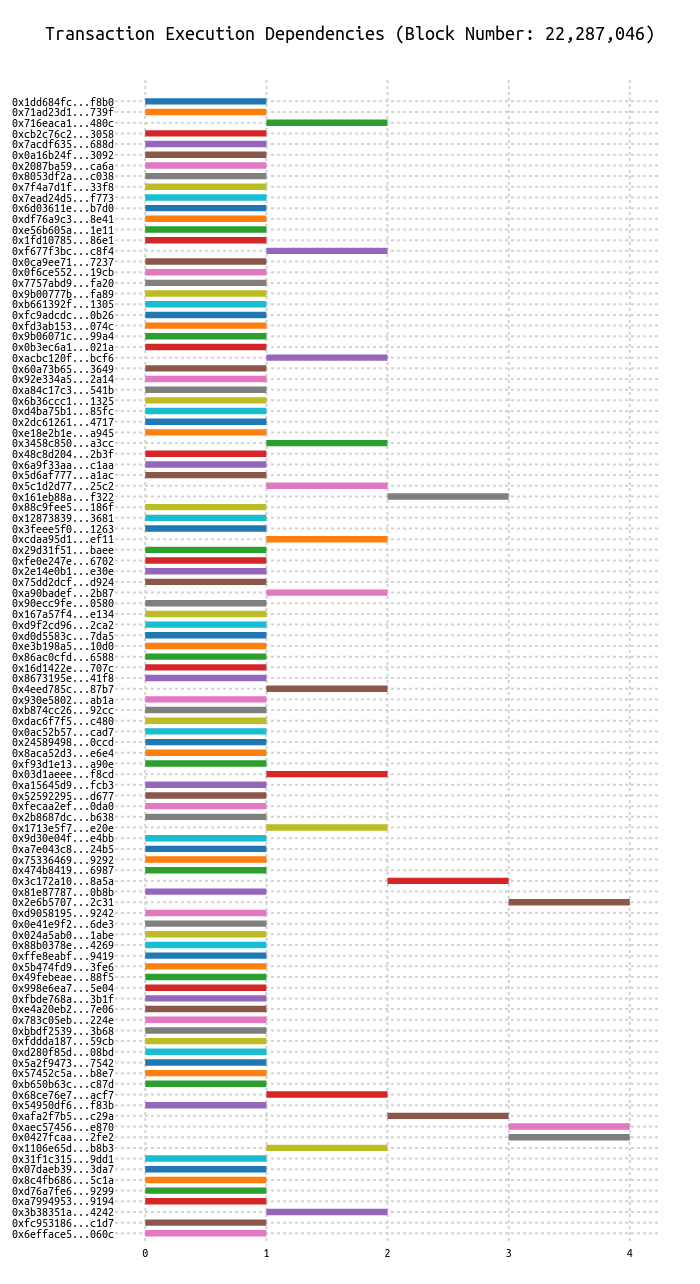 Transaction Execution Dependencies (Block Number: 22,287,046)
0x1dd684fc...f8b0
0x71ad23d1...739f
0x716eaca1...480c
0xcb2c76c2...3058
0x7acdf635...688d
0x0a16b24f...3092
0x2087ba59...ca6a
0x8053df2a...c038
0x7f4a7d1f...33f8
0x7ead24d5...f773
0x6d03611e...b7d0
0xdf76a9c3...8e41
0xe56b605a...1e11
0x1fd10785...86e1
0xf677f3bc...c8f4
0x0ca9ee71...7237
0x0f6ce552...19cb
0x7757abd9...fa20
0x9b00777b...fa89
0xb661392f...1305
0xfc9adcdc...0b26
0xfd3ab153...074c
0x9b06071c...99a4
0x0b3ec6a1...021a
0xacbc120f...bcf6
0x60a73b65...3649
0x92e334a5...2a14
0xa84c17c3...541b
0x6b36ccc1...1325
0xd4ba75b1...85fc
0x2dc61261...4717
0xe18e2b1e...a945
0x3458c850...a3cc
0x48c8d204...2b3f
0x6a9f33aa...c1aa
0x5d6af777...a1ac
0x5c1d2d77...25c2
0x161eb88a...f322
0x88c9fee5...186f
0x12873839...3681
0x3feee5f0...1263
0xcdaa95d1...ef11
0x29d31f51...baee
0xfe0e247e...6702
0x2e14e0b1...e30e
0x75dd2dcf...d924
0xa90badef...2b87
0x90ecc9fe...0580
0x167a57f4...e134
0xd9f2cd96...2ca2
0xd0d5583c...7da5
0xe3b198a5...10d0
0x86ac0cfd...6588
0x16d1422e...707c
0x8673195e...41f8
0x4eed785c...87b7
0x930e5802...ab1a
0xb874cc26...92cc
0xdac6f7f5...c480
0x0ac52b57...cad7
0x24589498...0ccd
0x8aca52d3...e6e4
0xf93d1e13...a90e
0x03d1aeee...f8cd
0xa15645d9...fcb3
0x52592295...d677
0xfecaa2ef...0da0
0x2b8687dc...b638
0x1713e5f7...e20e
0x9d30e04f...e4bb
0xa7e043c8...24b5
0x75336469...9292
0x474b8419...6987
0x3c172a10...8a5a
0x81e87787...0b8b
0x2e6b5707...2c31
0xd9058195...9242
0x0e41e9f2...6de3
0x024a5ab0...1abe
0x88b0378e...4269
0xffe8eabf...9419
0x5b474fd9...3fe6
0x49febeae...88f5
0x998e6ea7...5e04
0xfbde768a...3b1f
0xe4a20eb2...7e06
0x783c05eb...224e
0xbbdf2539...3b68
0xfddda187...59cb
0xd280f85d...08bd
0x5a2f9473...7542
0x57452c5a...b8e7
0xb650b63c...c87d
0x68ce76e7...acf7
0x54950df6...f83b
0xafa2f7b5...c29a
0xaec57456...e870
0x0427fcaa...2fe2
0x1106e65d...b8b3
0x31f1c315...9dd1
0x07daeb39...3da7
0x8c4fb686...5c1a
0xd76a7fe6...9299
0xa7994953...9194
0x3b38351a...4242
0xfc953186...c1d7
0x6efface5...060c
0 1 2 3 4